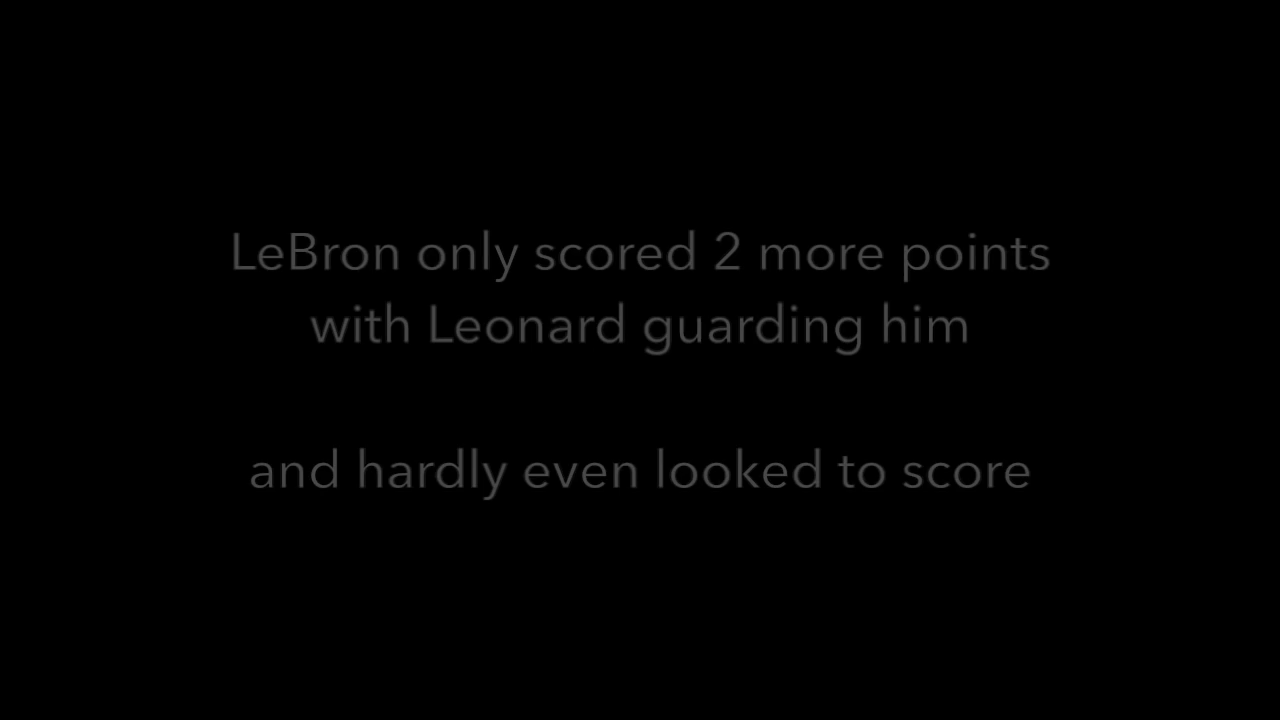 LeBron only scored 2 more points
with Leonard guarding him
and hardly even looked to score